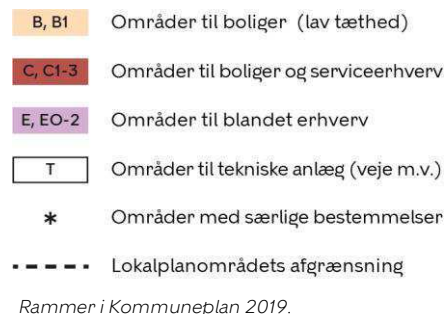 B, B1 Områder til boliger (lav tæthed)
C, C1-3 Områder til boliger og serviceerhverv
E, EO-2 Områder til blandet erhverv
T Områder til tekniske anlæg (veje m.v.)
* Områder med særlige bestemmelser
Lokalplanområdets afgrænsning
Rammer i Kommuneplan 2019.